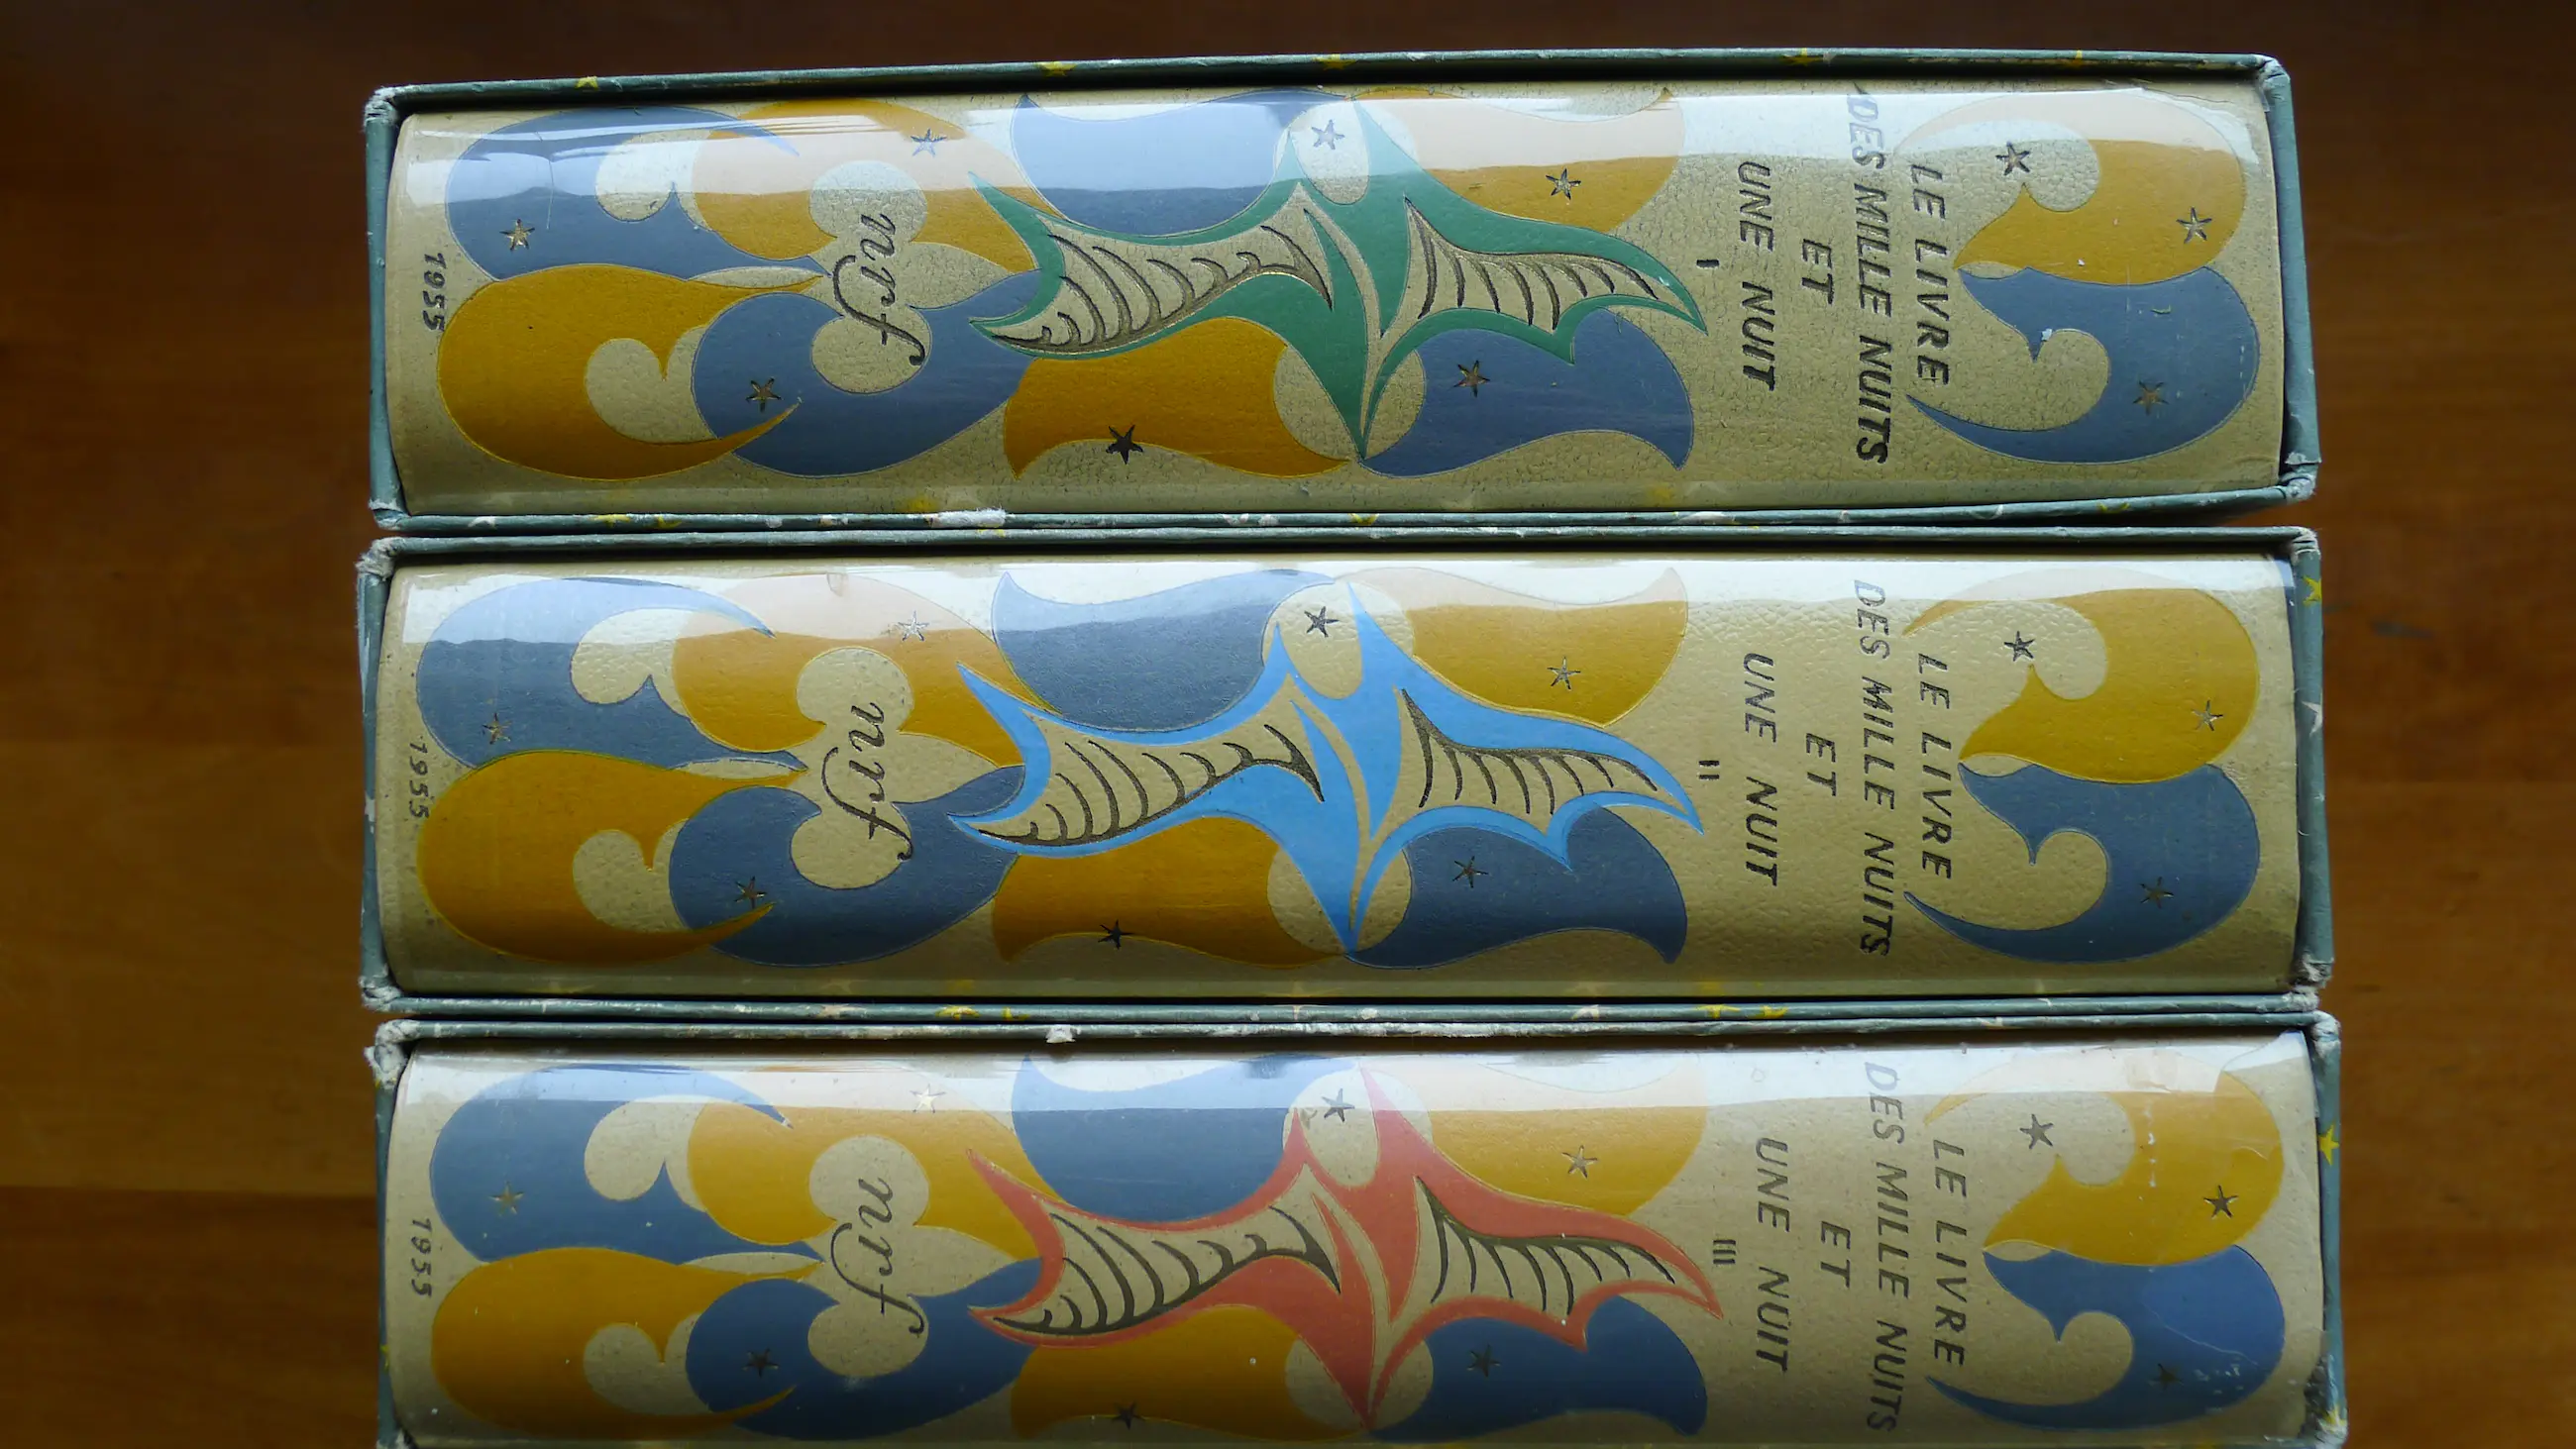 LE LIVRE
DES MILLE NUITS
ET
UNE NUIT
I
nrf
1955
LE LIVRE
DES MILLE NUITS
ET
UNE NUIT
II
nrf
1955
LE LIVRE
DES MILLE NUITS
ET
UNE NUIT
III
nrf
1955